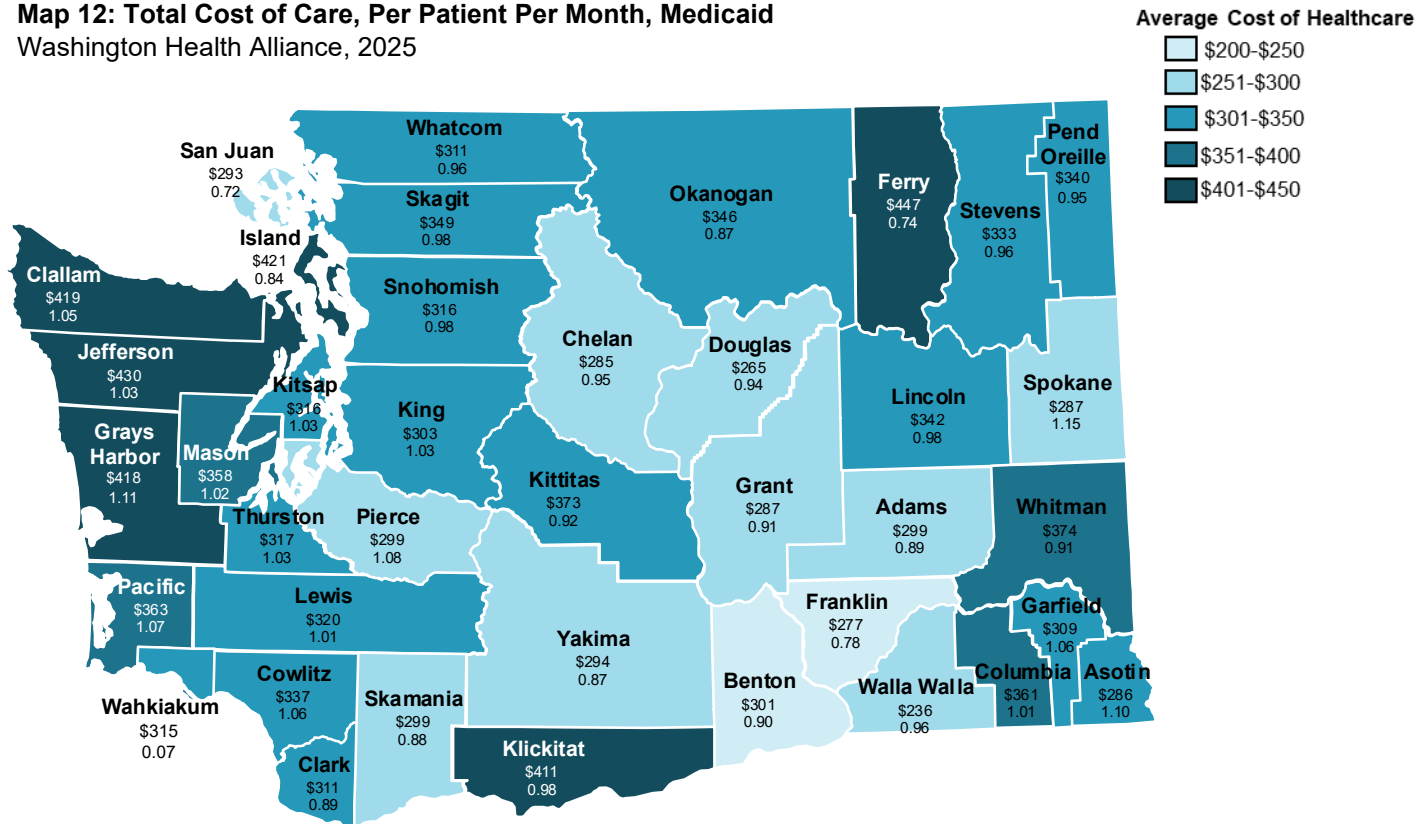 Map 12: Total Cost of Care, Per Patient Per Month, Medicaid
Washington Health Alliance, 2025
Average Cost of Healthcare
$200-$250
$251-$300
$301-$350
$351-$400
$401-$450
Whatcom
$311
0.96
San Juan
$293
0.72
Skagit
$349
0.98
Island
$421
0.84
Okanogan
$346
0.87
Ferry
$447
0.74
Stevens
$333
0.96
Pend
Oreille
$340
0.95
Clallam
$419
1.05
Snohomish
$316
0.98
Jefferson
$430
1.03
Chelan
$285
0.95
Douglas
$265
0.94
Kitsap
$316
1.03
King
$303
1.03
Lincoln
$342
0.98
Spokane
$287
1.15
Grays
Harbor
$418
1.11
Mason
$358
1.02
Kittitas
$373
0.92
Grant
$287
0.91
Adams
$299
0.89
Whitman
$374
0.91
Thurston
$317
1.03
Pierce
$299
1.08
Pacific
$363
1.07
Lewis
$320
1.01
Yakima
$294
0.87
Franklin
$277
0.78
Garfield
$309
1.06
Wahkiakum
$315
0.07
Cowlitz
$337
1.06
Skamania
$299
0.88
Benton
$301
0.90
Walla Walla
$236
0.96
Columbia
$361
1.01
Asotin
$286
1.10
Clark
$311
0.89
Klickitat
$411
0.98